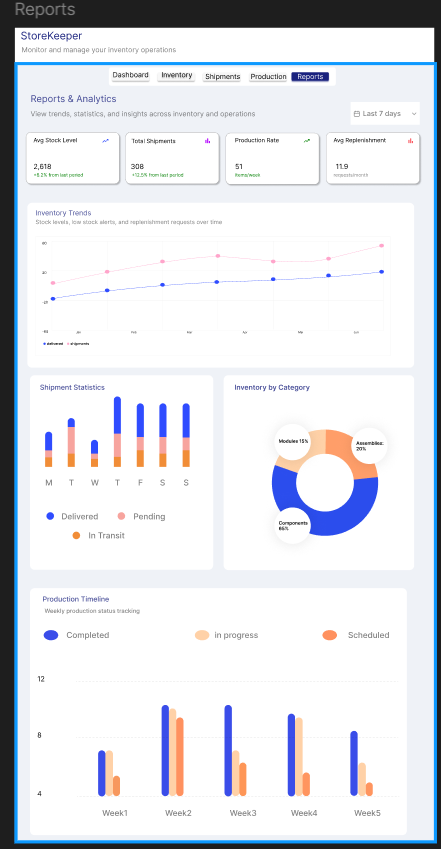 Reports
StoreKeeper
Monitor and manage your inventory operations
Dashboard Inventory Shipments Production Reports
Reports & Analytics
View trends, statistics, and insights across inventory and operations
Last 7 days
Avg Stock Level
2,618
+8.2% from last period
Total Shipments
308
+12.5% from last period
Production Rate
51
Items/week
Avg Replenishment
11.9
requests/month
Inventory Trends
Stock levels, low stock alerts, and replenishment requests over time
Jan Feb Mar Apr Jun
delivered shipments
Shipment Statistics
M T W T F S S
Delivered Pending
In Transit
Inventory by Category
Modules 15%
Assemblies:
20%
Components
65%
Production Timeline
Weekly production status tracking
Completed in progress Scheduled
12
8
4
Week1 Week2 Week3 Week4 Week5